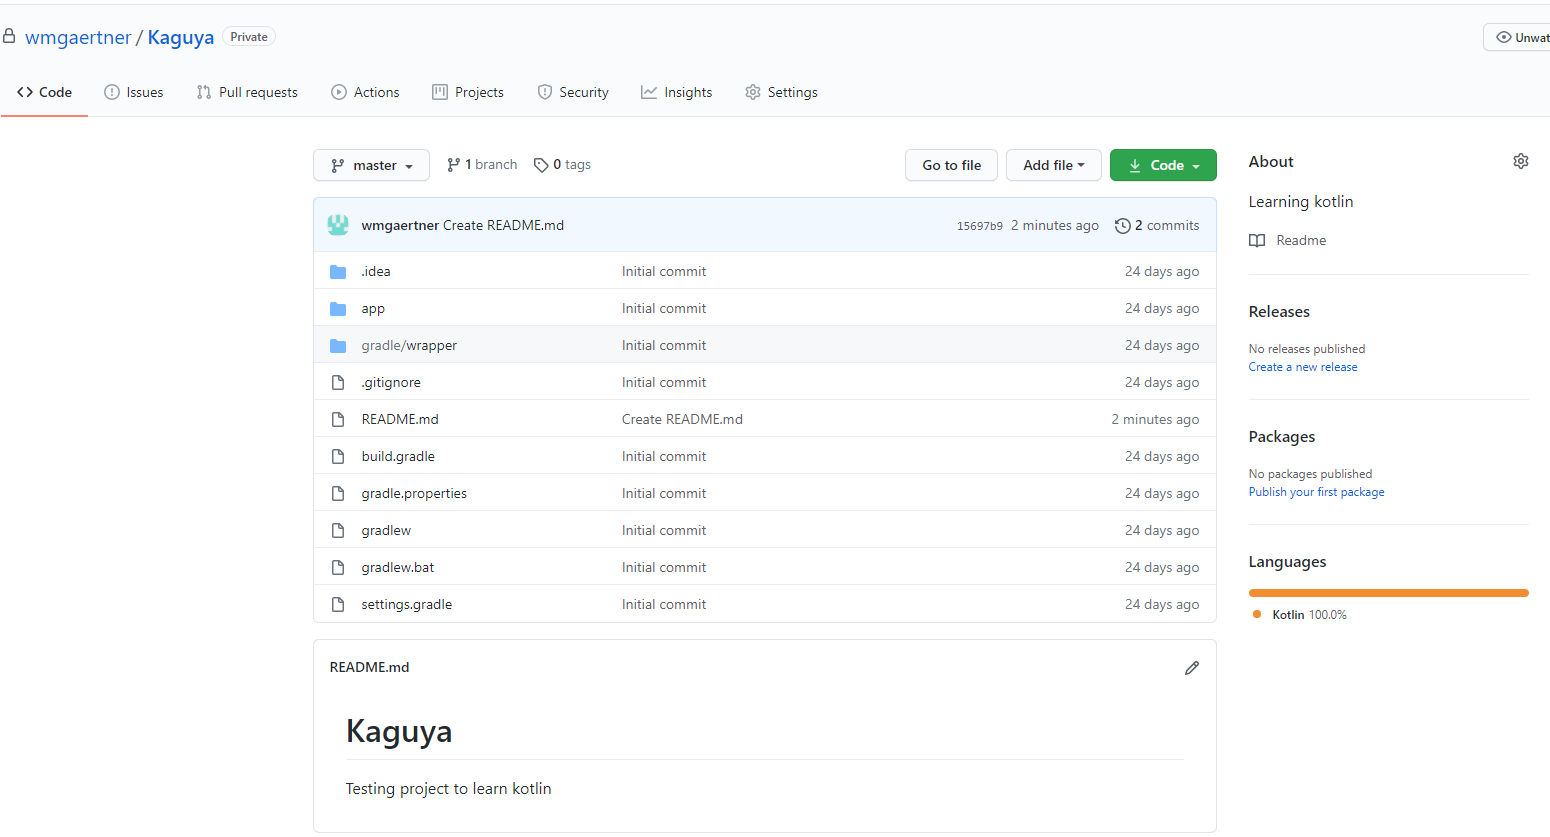 wmgaertner / Kaguya Private
Unwat
Code Issues Pull requests Actions Projects Security Insights Settings
master 1 branch 0 tags Go to file Add file Code
wmgaertner Create README.md 15697b9 2 minutes ago 2 commits
.idea Initial commit 24 days ago
app Initial commit 24 days ago
gradle/wrapper Initial commit 24 days ago
.gitignore Initial commit 24 days ago
README.md Create README.md 2 minutes ago
build.gradle Initial commit 24 days ago
gradle.properties Initial commit 24 days ago
gradlew Initial commit 24 days ago
gradlew.bat Initial commit 24 days ago
settings.gradle Initial commit 24 days ago
README.md
Kaguya
Testing project to learn kotlin
About
Learning kotlin
Readme
Releases
No releases published
Create a new release
Packages
No packages published
Publish your first package
Languages
Kotlin 100.0%